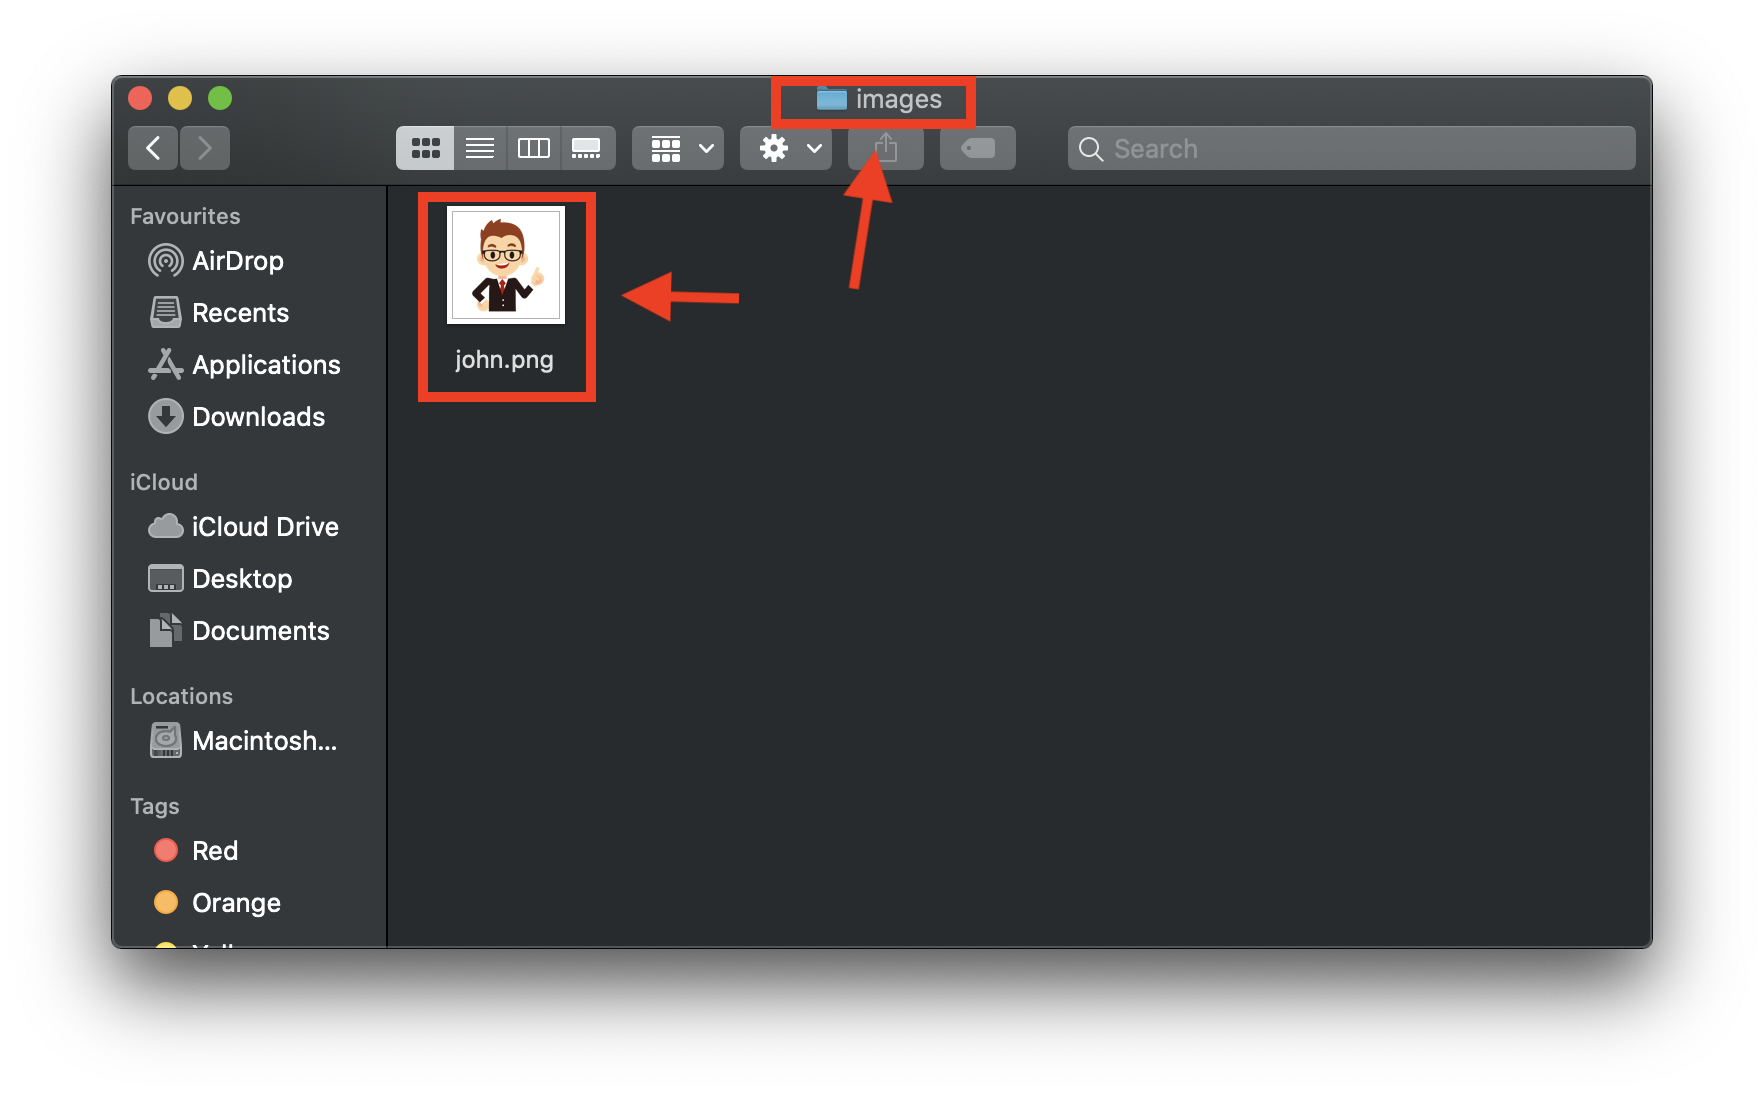 images
Search
Favourites
AirDrop
Recents
Applications
Downloads
iCloud
iCloud Drive
Desktop
Documents
Locations
Macintosh...
Tags
Red
Orange
john.png